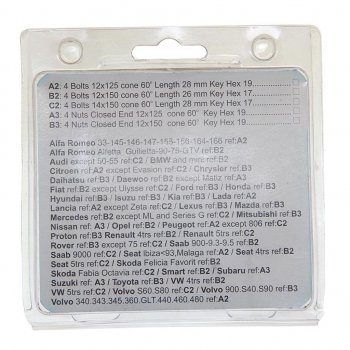 A2: 4 Bolts 12x125 cone 60° Length 28 mm Key Hex 19
B2: 4 Bolts 12x150 cone 60° Length 26 mm Key Hex 17
C2: 4 Bolts 14x150 cone 60° Length 28 mm Key Hex 19
A3: 4 Nuts Closed End 12x125 cone 60° Key Hex 19
B3: 4 Nuts Closed End 12x150 cone 60° Key Hex 19
Alfa Romeo 33-145-146-147-155-156-164-166 ref:A2
Alfa Romeo Alfetta Guilietta-90-75-GTV ref:B2
Audi except 50-55 ref:C2 / BMW and mini ref:B2
Citroen ref:A2 except Evasion ref:C2 / Chrysler ref:B3
Daihatsu ref:B3 / Daewoo ref:B2 except Matiz ref:A3
Fiat ref:B2 except Ulysse ref:C2 / Ford ref:B3 / Honda ref:B3
Hyundai ref:B3 / Isuzu ref:B3 / Kia ref:B3 / Lada ref:A2
Lancia ref:A2 except Zeta ref:C2 / Lexus ref:B3 / Mazda ref:B3
Mercedes ref:B2 except ML and Series G ref:C2 / Mitsubishi ref:B3
Nissan ref: A3 / Opel ref:B2 / Peugeot ref:A2 except 806 ref:C2
Proton ref:B3 Renault 4trs ref:B2 / Renault 5trs ref:C2
Rover ref:B3 except 75 ref:C2 / Saab 900-9.3-9.5 ref:B2
Saab 9000 ref:C2 / Seat Ibiza<93,Malaga ref:A2 / Seat 4trs ref:B2
Seat 5trs ref:C2 / Skoda Felicia Favorit ref:B2
Skoda Fabia Octavia ref:C2 / Smart ref:B2 / Subaru ref:A3
Suzuki ref:A3 / Toyota ref:B3 / VW 4trs ref:B2
VW 5trs ref:C2 / Volvo S60.S80 ref:C2 / Volvo 900.S40.S90 ref:B3
Volvo 340.343.345.360.GLT.440.460.480 ref:A2